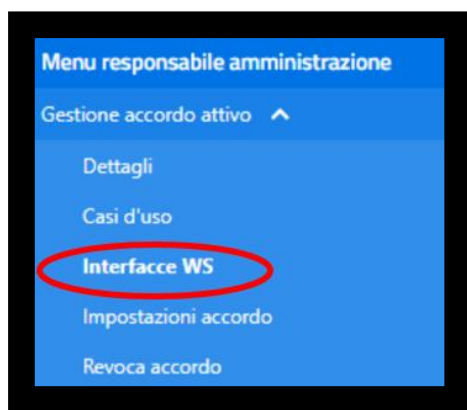 Menu responsabile amministrazione
Gestione accordo attivo
Dettagli
Casi d'uso
Interfacce WS
Impostazioni accordo
Revoca accordo